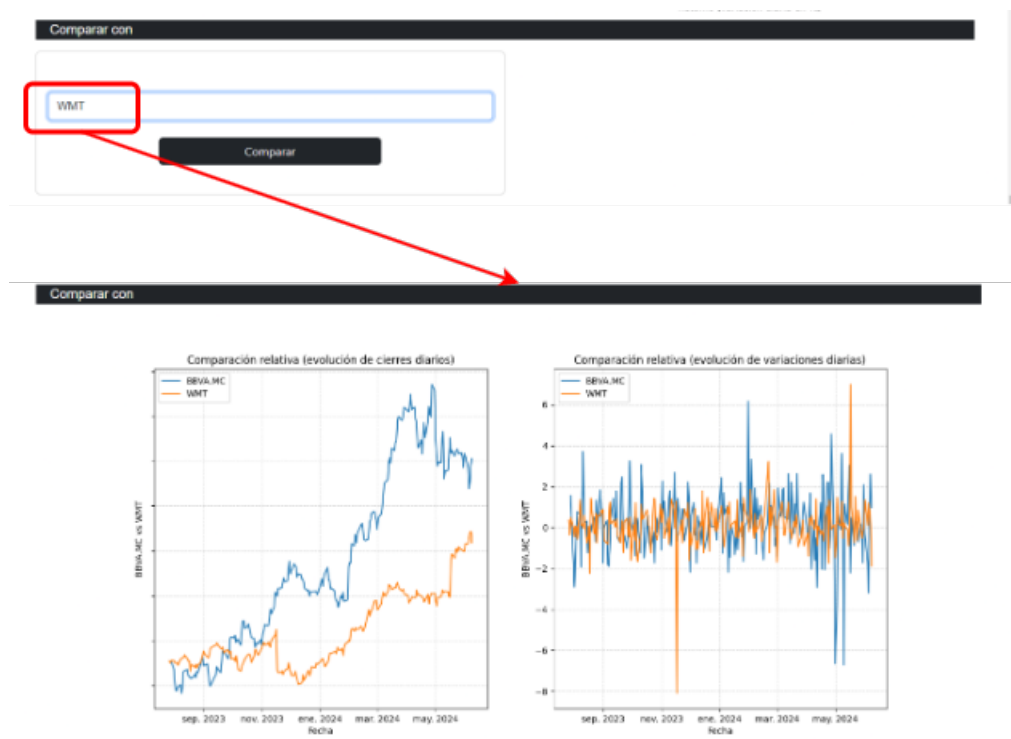 Comparar con
WMT
Comparar
Comparar con
Comparación relativa (evolución de cierres diarios)
BBVA.MC
WMT
BBVA.MC vs WMT
sep. 2023 nov. 2023 ene. 2024 mar. 2024 may. 2024
Fecha
Comparación relativa (evolución de variaciones diarias)
BBVA.MC
WMT
BBVA.MC vs WMT
6
4
2
0
−2
−4
−6
−8
sep. 2023 nov. 2023 ene. 2024 mar. 2024 may. 2024
Fecha